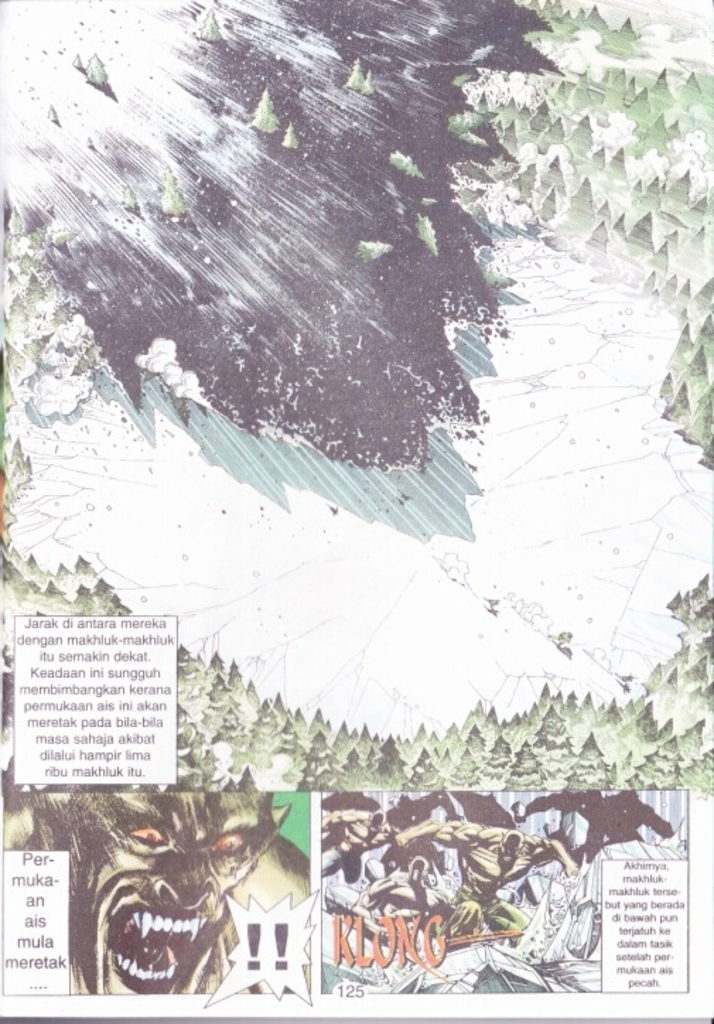 Jarak di antara mereka
dengan makhluk-makhluk
itu semakin dekat.
Keadaan ini sungguh
membimbangkan kerana
permukaan ais ini akan
meretak pada bila-bila
masa sahaja akibat
dilalui hampir lima
ribu makhluk itu.
Per-
muka-
an
ais
mula
meretak
....
!!
KLUNG
Akhirnya,
makhluk-
makhluk terse-
but yang berada
di bawah pun
terjatuh ke
dalam tasik
setelah per-
mukaan ais
pecah.
125